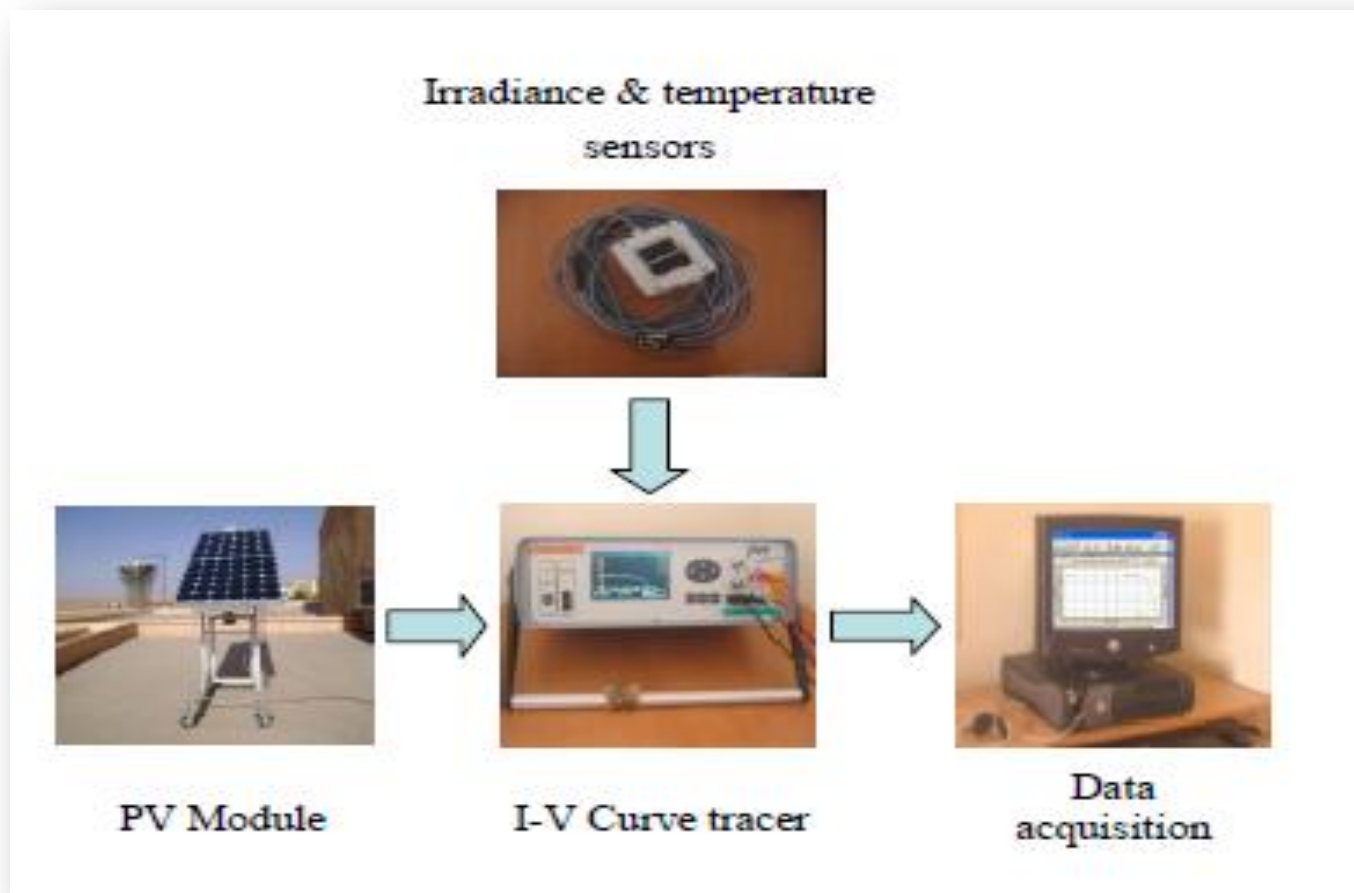 Irradiance & temperature
sensors
PV Module
I-V Curve tracer
Data
acquisition